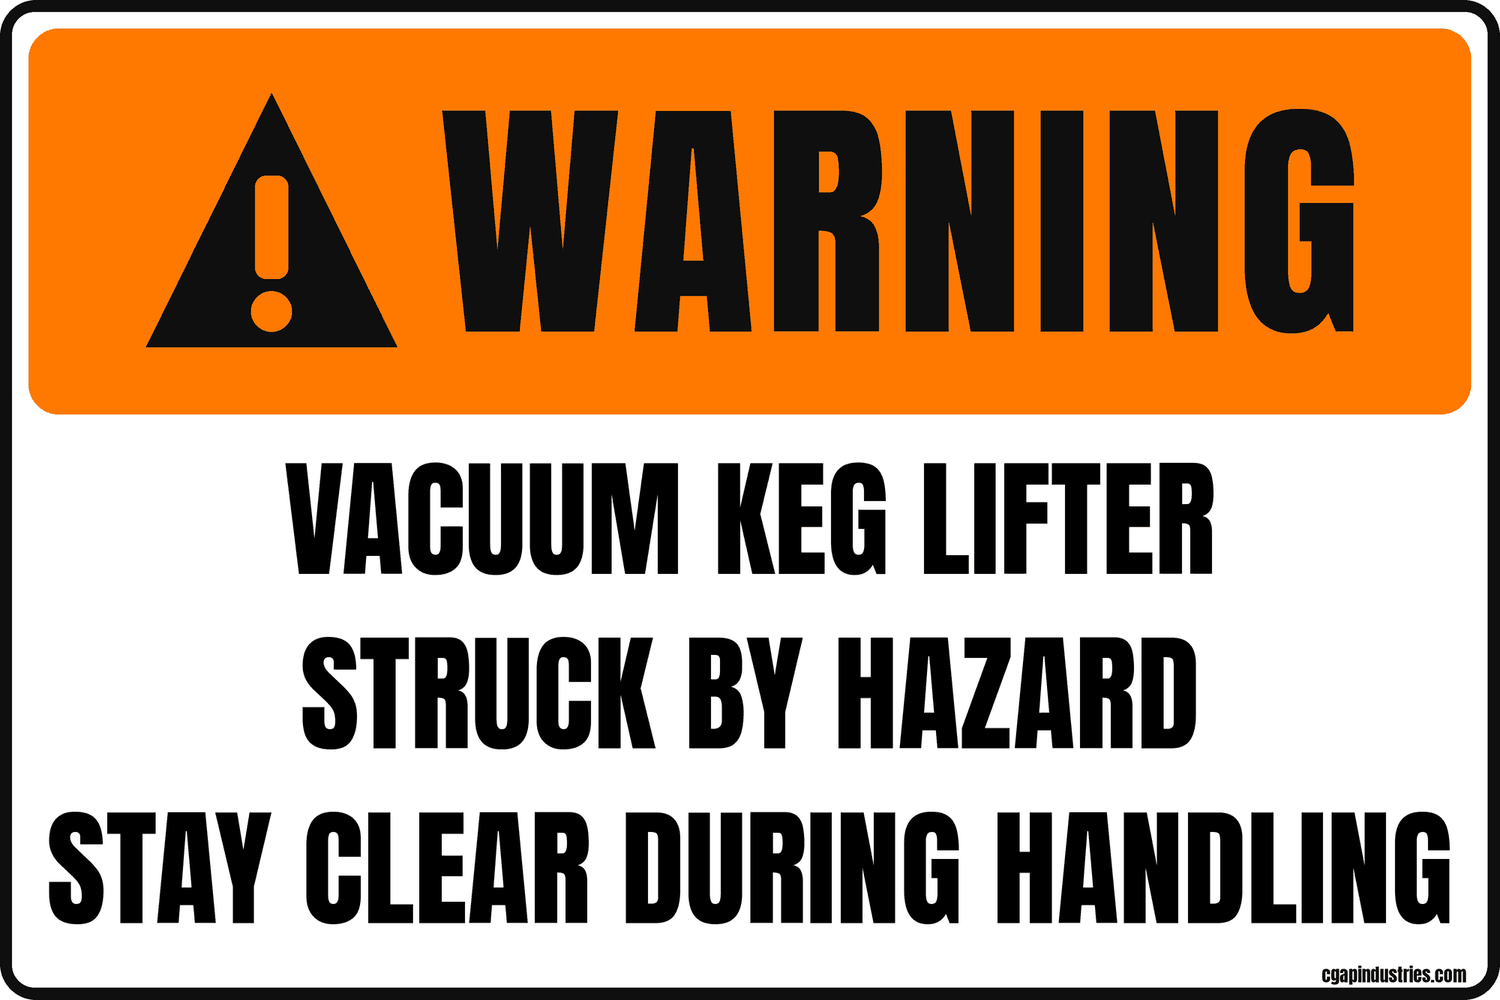 WARNING
VACUUM KEG LIFTER
STRUCK BY HAZARD
STAY CLEAR DURING HANDLING
cgapindustries.com